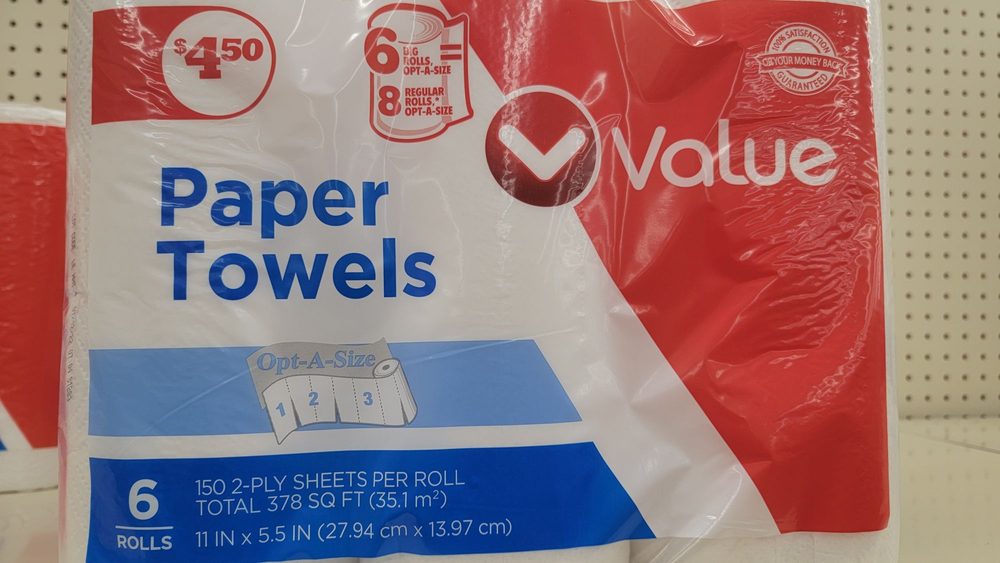 $4.50
6 BIG
ROLLS,
OPT-A-SIZE
=
8 REGULAR
ROLLS,*
OPT-A-SIZE
100% SATISFACTION
OR YOUR MONEY BACK
GUARANTEED
Value
Paper
Towels
Opt-A-Size
1 2 3
6
ROLLS
150 2-PLY SHEETS PER ROLL
TOTAL 378 SQ FT (35.1 m²)
11 IN x 5.5 IN (27.94 cm x 13.97 cm)